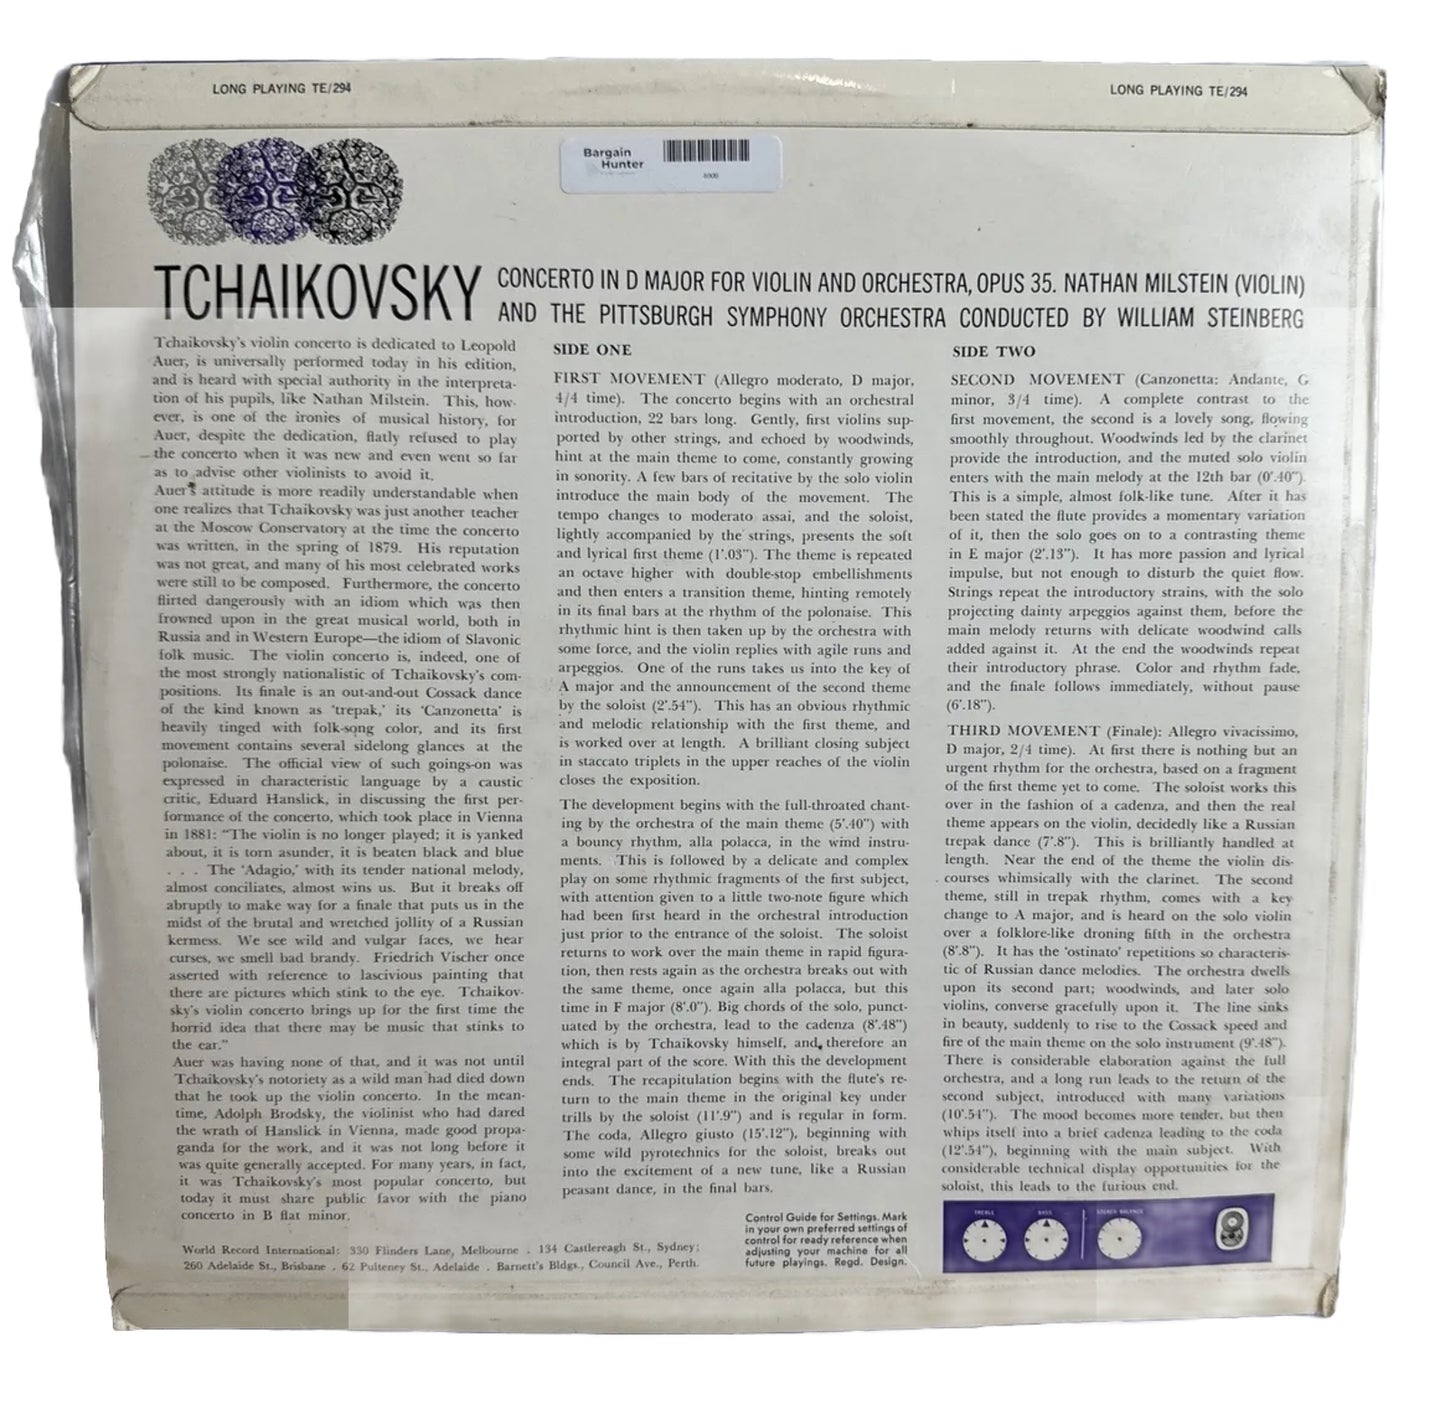 LONG PLAYING TE/294
LONG PLAYING TE/294
Bargain
Hunter
TCHAIKOVSKY
CONCERTO IN D MAJOR FOR VIOLIN AND ORCHESTRA, OPUS 35. NATHAN MILSTEIN (VIOLIN)
AND THE PITTSBURGH SYMPHONY ORCHESTRA CONDUCTED BY WILLIAM STEINBERG
Tchaikovsky's violin concerto is dedicated to Leopold
Auer, is universally performed today in his edition,
and is heard with special authority in the interpreta-
tion of his pupils, like Nathan Milstein. This, how-
ever, is one of the ironies of musical history, for
Auer, despite the dedication, flatly refused to play
the concerto when it was new and even went so far
as to advise other violinists to avoid it.
Auer's attitude is more readily understandable when
one realizes that Tchaikovsky was just another teacher
at the Moscow Conservatory at the time the concerto
was written, in the spring of 1879. His reputation
was not great, and many of his most celebrated works
were still to be composed. Furthermore, the concerto
flirted dangerously with an idiom which was then
frowned upon in the great musical world, both in
Russia and in Western Europe—the idiom of Slavonic
folk music. The violin concerto is, indeed, one of
the most strongly nationalistic of Tchaikovsky's com-
positions. Its finale is an out-and-out Cossack dance
of the kind known as 'trepak,' its 'Canzonetta' is
heavily tinged with folk-song color, and its first
movement contains several sidelong glances at the
polonaise. The official view of such goings-on was
expressed in characteristic language by a caustic
critic, Eduard Hanslick, in discussing the first per-
formance of the concerto, which took place in Vienna
in 1881: "The violin is no longer played; it is yanked
about, it is torn asunder, it is beaten black and blue
. . . The 'Adagio,' with its tender national melody,
almost conciliates, almost wins us. But it breaks off
abruptly to make way for a finale that puts us in the
midst of the brutal and wretched jollity of a Russian
kermess. We see wild and vulgar faces, we hear
curses, we smell bad brandy. Friedrich Vischer once
asserted with reference to lascivious painting that
there are pictures which stink to the eye. Tchaikov-
sky's violin concerto brings up for the first time the
horrid idea that there may be music that stinks to
the ear."
Auer was having none of that, and it was not until
Tchaikovsky's notoriety as a wild man had died down
that he took up the violin concerto. In the mean-
time, Adolph Brodsky, the violinist who had dared
the wrath of Hanslick in Vienna, made good propa-
ganda for the work, and it was not long before it
was quite generally accepted. For many years, in fact,
it was Tchaikovsky's most popular concerto, but
today it must share public favor with the piano
concerto in B flat minor.
SIDE ONE
FIRST MOVEMENT (Allegro moderato, D major,
4/4 time). The concerto begins with an orchestral
introduction, 22 bars long. Gently, first violins sup-
ported by other strings, and echoed by woodwinds,
hint at the main theme to come, constantly growing
in sonority. A few bars of recitative by the solo violin
introduce the main body of the movement. The
tempo changes to moderato assai, and the soloist,
lightly accompanied by the strings, presents the soft
and lyrical first theme (1'.03"). The theme is repeated
an octave higher with double-stop embellishments
and then enters a transition theme, hinting remotely
in its final bars at the rhythm of the polonaise. This
rhythmic hint is then taken up by the orchestra with
some force, and the violin replies with agile runs and
arpeggios. One of the runs takes us into the key of
A major and the announcement of the second theme
by the soloist (2'.54"). This has an obvious rhythmic
and melodic relationship with the first theme, and
is worked over at length. A brilliant closing subject
in staccato triplets in the upper reaches of the violin
closes the exposition.
The development begins with the full-throated chant-
ing by the orchestra of the main theme (5'.40") with
a bouncy rhythm, alla polacca, in the wind instru-
ments. This is followed by a delicate and complex
play on some rhythmic fragments of the first subject,
with attention given to a little two-note figure which
had been first heard in the orchestral introduction
just prior to the entrance of the soloist. The soloist
returns to work over the main theme in rapid figura-
tion, then rests again as the orchestra breaks out with
the same theme, once again alla polacca, but this
time in F major (8'.0"). Big chords of the solo, punct-
uated by the orchestra, lead to the cadenza (8'.48")
which is by Tchaikovsky himself, and therefore an
integral part of the score. With this the development
ends. The recapitulation begins with the flute's re-
turn to the main theme in the original key under
trills by the soloist (11'.9") and is regular in form.
The coda, Allegro giusto (15'.12"), beginning with
some wild pyrotechnics for the soloist, breaks out
into the excitement of a new tune, like a Russian
peasant dance, in the final bars.
SIDE TWO
SECOND MOVEMENT (Canzonetta: Andante, G
minor, 3/4 time). A complete contrast to the
first movement, the second is a lovely song, flowing
smoothly throughout. Woodwinds led by the clarinet
provide the introduction, and the muted solo violin
enters with the main melody at the 12th bar (0'.40").
This is a simple, almost folk-like tune. After it has
been stated the flute provides a momentary variation
of it, then the solo goes on to a contrasting theme
in E major (2'.13"). It has more passion and lyrical
impulse, but not enough to disturb the quiet flow.
Strings repeat the introductory strains, with the solo
projecting dainty arpeggios against them, before the
main melody returns with delicate woodwind calls
added against it. At the end the woodwinds repeat
their introductory phrase. Color and rhythm fade,
and the finale follows immediately, without pause
(6'.18").
THIRD MOVEMENT (Finale): Allegro vivacissimo,
D major, 2/4 time). At first there is nothing but an
urgent rhythm for the orchestra, based on a fragment
of the first theme yet to come. The soloist works this
over in the fashion of a cadenza, and then the real
theme appears on the violin, decidedly like a Russian
trepak dance (7'.8"). This is brilliantly handled at
length. Near the end of the theme the violin dis-
courses whimsically with the clarinet. The second
theme, still in trepak rhythm, comes with a key
change to A major, and is heard on the solo violin
over a folklore-like droning fifth in the orchestra
(8'.8"). It has the 'ostinato' repetitions so characteris-
tic of Russian dance melodies. The orchestra dwells
upon its second part; woodwinds, and later solo
violins, converse gracefully upon it. The line sinks
in beauty, suddenly to rise to the Cossack speed and
fire of the main theme on the solo instrument (9'.48").
There is considerable elaboration against the full
orchestra, and a long run leads to the return of the
second subject, introduced with many variations
(10'.54"). The mood becomes more tender, but then
whips itself into a brief cadenza leading to the coda
(12'.54"), beginning with the main subject. With
considerable technical display opportunities for the
soloist, this leads to the furious end.
World Record International: 330 Flinders Lane, Melbourne . 134 Castlereagh St., Sydney;
260 Adelaide St., Brisbane . 62 Pulteney St., Adelaide . Barnett's Bldgs., Council Ave., Perth.
Control Guide for Settings. Mark
in your own preferred settings of
control for ready reference when
adjusting your machine for all
future playings. Regd. Design.
TREBLE
BASS
STEREO BALANCE